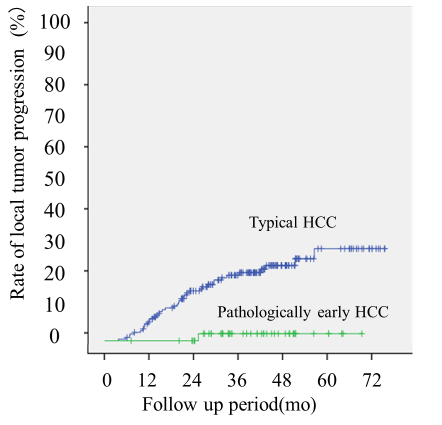 Rate of local tumor progression (%)
100
90
80
70
60
50
40
30
20
10
0
Typical HCC
Pathologically early HCC
0 12 24 36 48 60 72
Follow up period(mo)